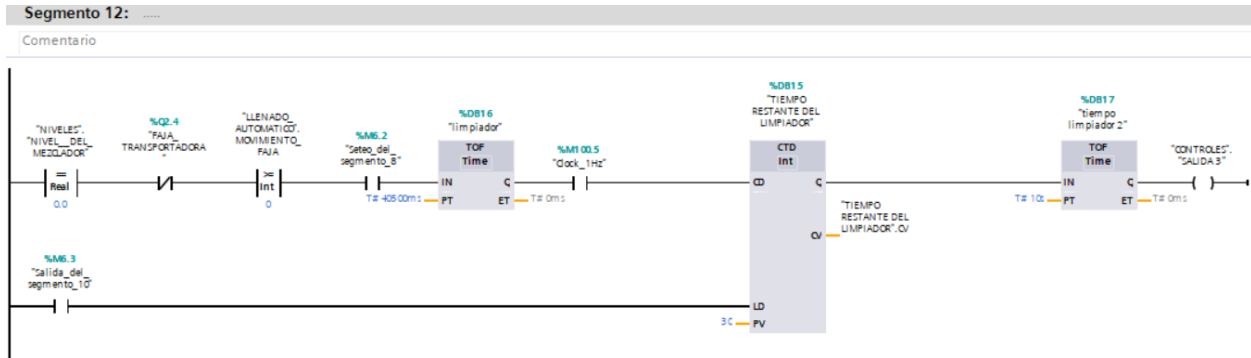 Segmento 12: .....
Comentario
"NIVELES".
"NIVEL__DEL_
MEZCLADOR"
=
Real
0.0
%Q2.4
"FAJA_
TRANSPORTADORA
"
"LLENADO_
AUTOMATICO".
MOVIMIENTO_
FAJA
>=
Int
0
%M6.2
"Seteo_del_
segmento_8"
%DB16
"limpiador"
TOF
Time
IN Q
T# 40500ms PT ET T# 0ms
%M100.5
"Clock_1Hz"
%DB15
"TIEMPO
RESTANTE DEL
LIMPIADOR"
CTD
Int
CD Q
"TIEMPO
RESTANTE DEL
LIMPIADOR".CV
CV
%DB17
"tiempo
limpiador 2"
TOF
Time
IN Q
T# 10s PT ET T# 0ms
"CONTROLES".
"SALIDA 3"
%M6.3
"Salida_del_
segmento_10"
LD
PV